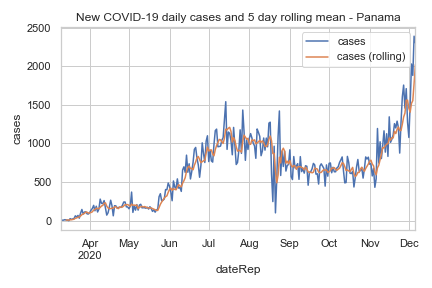 New COVID-19 daily cases and 5 day rolling mean - Panama
cases
cases (rolling)
2500
2000
1500
1000
500
0
cases
Apr May Jun Jul Aug Sep Oct Nov Dec
2020
dateRep